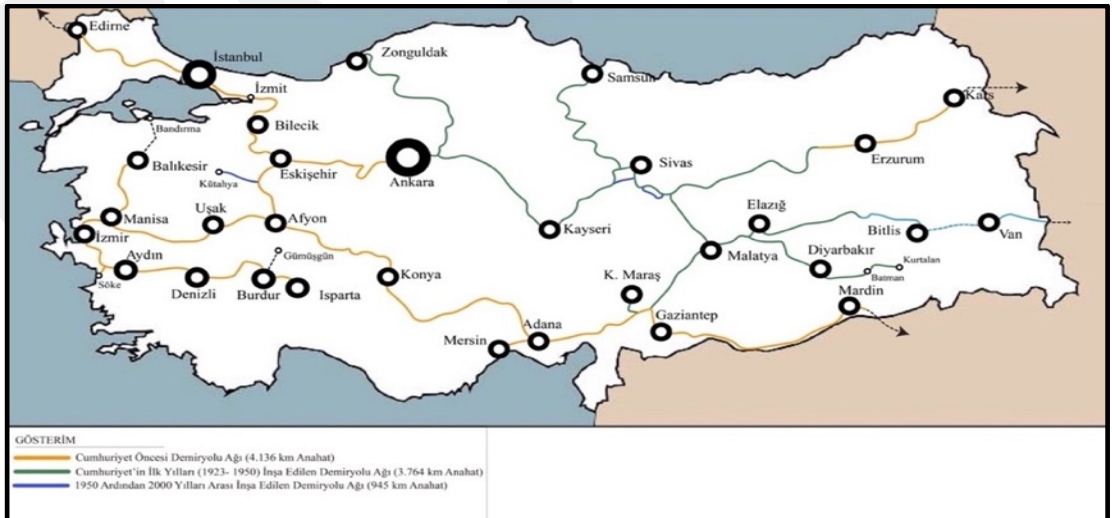 Edirne
İstanbul
Zonguldak
Samsun
Kars
İzmit
Bandırma
Bilecik
Balıkesir
Eskişehir
Ankara
Sivas
Erzurum
Kütahya
Manisa
Uşak
Afyon
Kayseri
Elazığ
Malatya
Bitlis
Van
İzmir
Aydın
Söke
Denizli
Gümüşgün
Burdur
Isparta
Konya
K. Maraş
Diyarbakır
Batman
Kurtalan
Mardin
Gaziantep
Adana
Mersin
GÖSTERİM
Cumhuriyet Öncesi Demiryolu Ağı (4.136 km Anahat)
Cumhuriyet'in İlk Yılları (1923- 1950) İnşa Edilen Demiryolu Ağı (3.764 km Anahat)
1950 Ardından 2000 Yılları Arası İnşa Edilen Demiryolu Ağı (945 km Anahat)